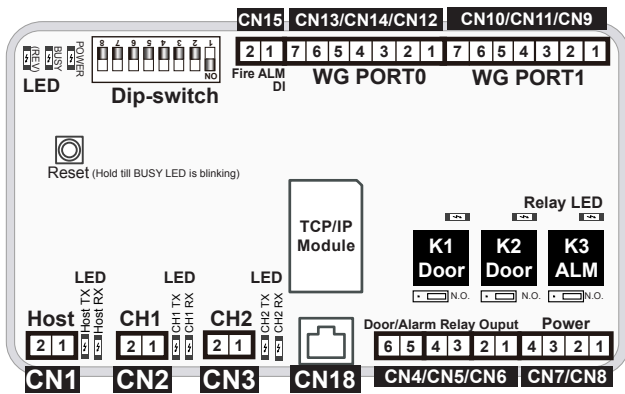 CN15 CN13/CN14/CN12 CN10/CN11/CN9
2 1 7 6 5 4 3 2 1 7 6 5 4 3 2 1
Fire ALM
DI
WG PORT0 WG PORT1
(REV) BUSY POWER
LED
8 7 6 5 4 3 2 1
NO
Dip-switch
Reset (Hold till BUSY LED is blinking)
TCP/IP
Module
Relay LED
K1
Door
K2
Door
K3
ALM
N.O. N.O. N.O.
LED LED LED
Host TX Host RX CH1 TX CH1 RX CH2 TX CH2 RX
Host CH1 CH2
Door/Alarm Relay Ouput Power
2 1 2 1 2 1 6 5 4 3 2 1 4 3 2 1
CN1 CN2 CN3 CN18 CN4/CN5/CN6 CN7/CN8